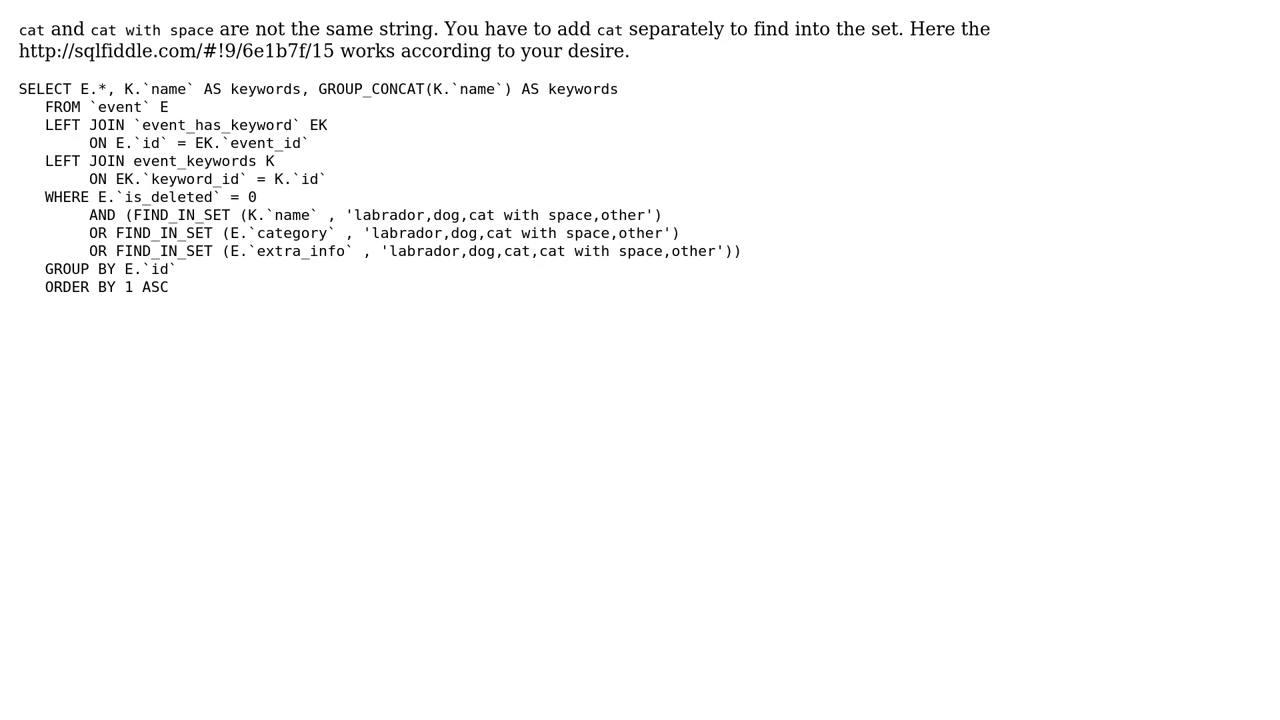 cat and cat with space are not the same string. You have to add cat separately to find into the set. Here the
http://sqlfiddle.com/#!9/6e1b7f/15 works according to your desire.
SELECT E.*, K.`name` AS keywords, GROUP_CONCAT(K.`name`) AS keywords
   FROM `event` E
   LEFT JOIN `event_has_keyword` EK
        ON E.`id` = EK.`event_id`
   LEFT JOIN event_keywords K
        ON EK.`keyword_id` = K.`id`
   WHERE E.`is_deleted` = 0
        AND (FIND_IN_SET (K.`name` , 'labrador,dog,cat with space,other')
        OR FIND_IN_SET (E.`category` , 'labrador,dog,cat with space,other')
        OR FIND_IN_SET (E.`extra_info` , 'labrador,dog,cat,cat with space,other'))
   GROUP BY E.`id`
   ORDER BY 1 ASC